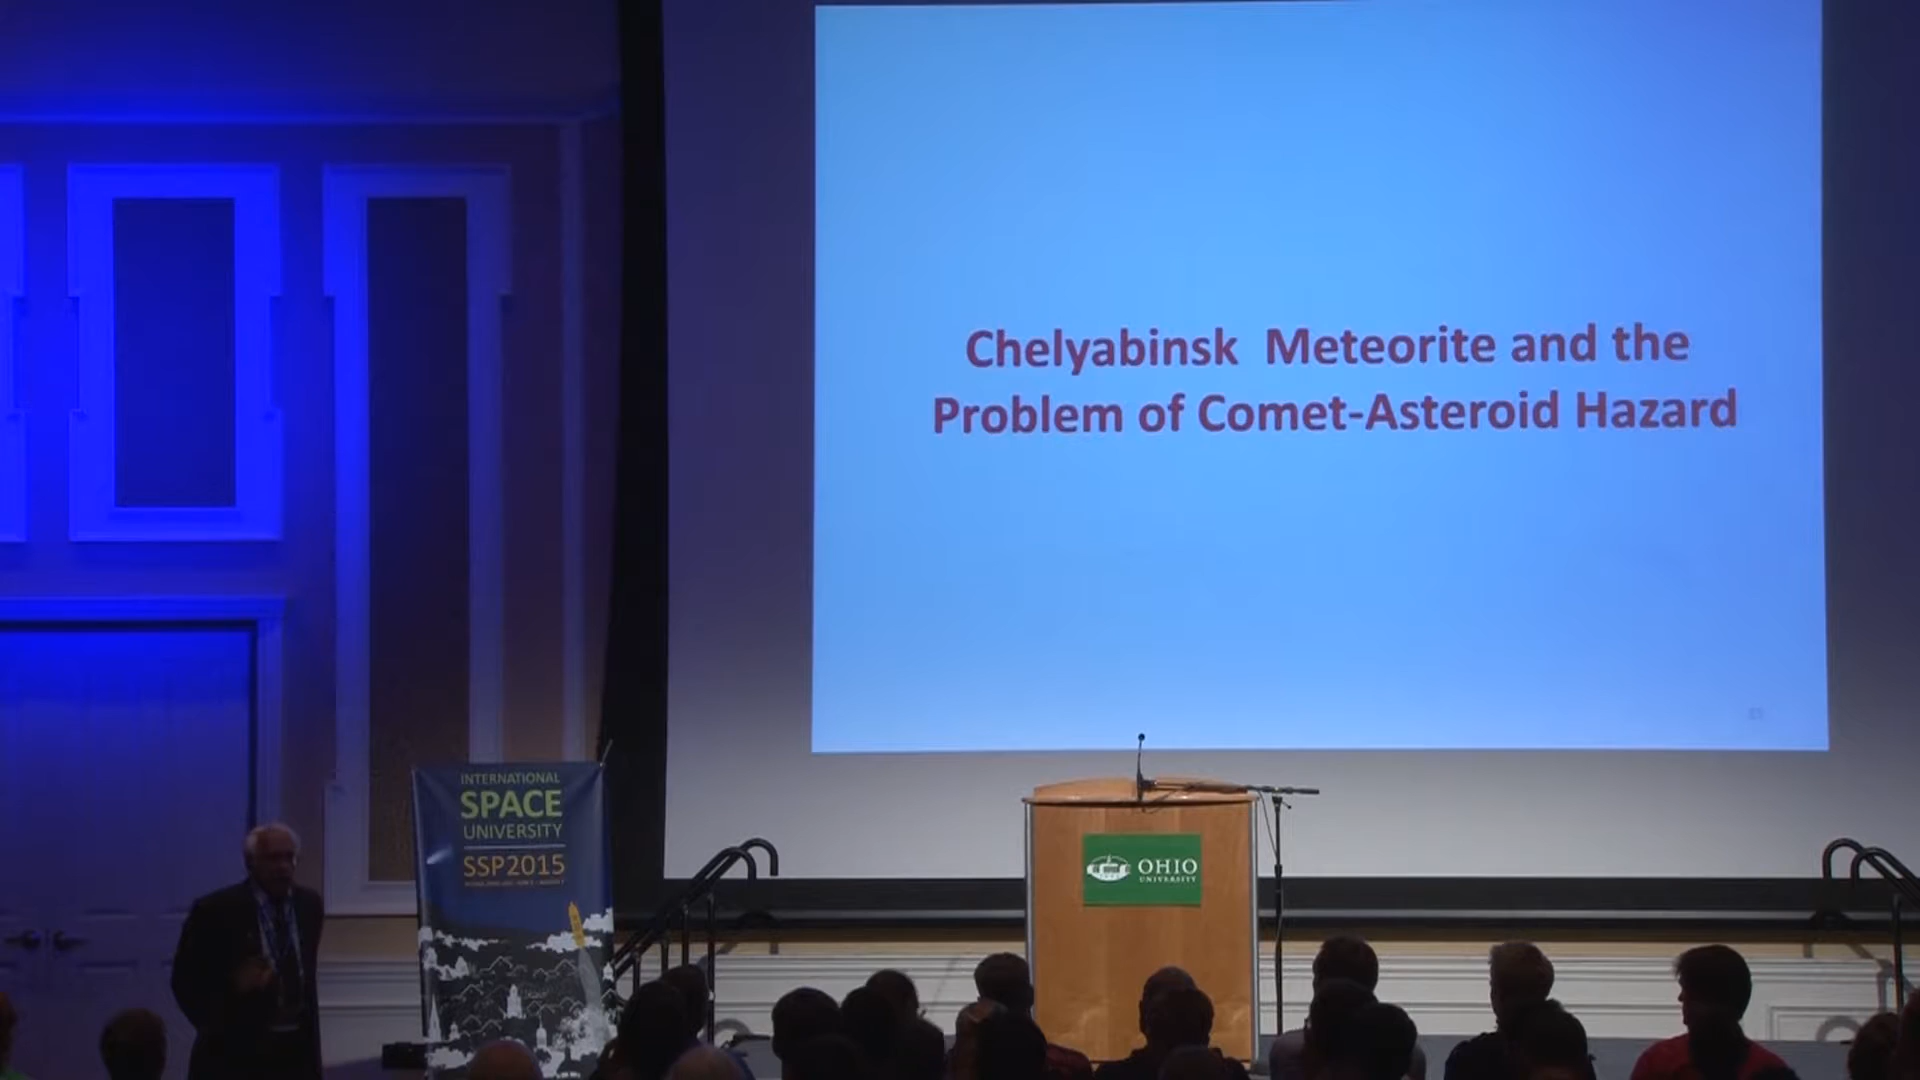 Chelyabinsk Meteorite and the
Problem of Comet-Asteroid Hazard
INTERNATIONAL
SPACE
UNIVERSITY
SSP2015
OHIO
UNIVERSITY